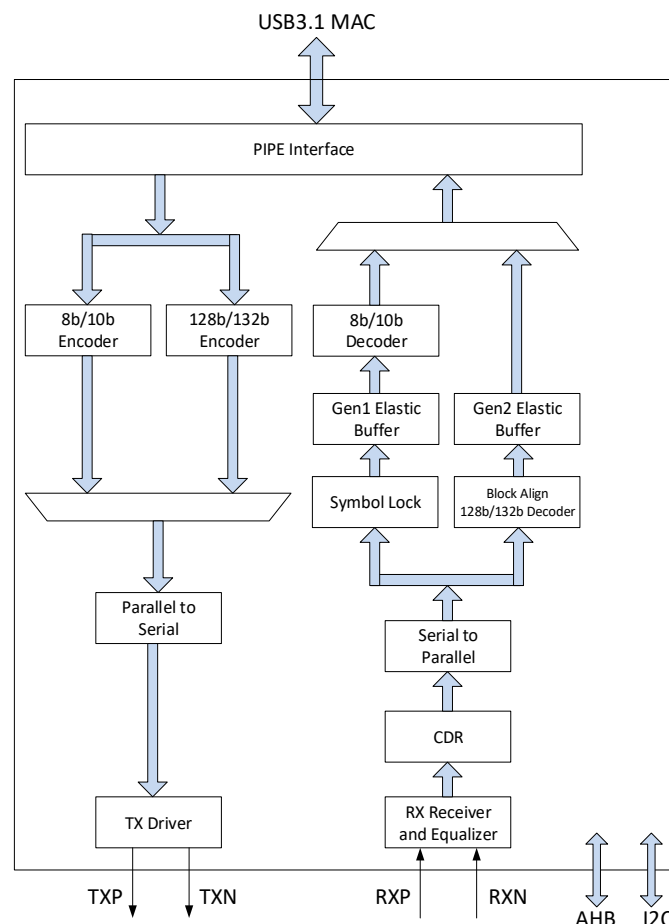 USB3.1 MAC
PIPE Interface
8b/10b
Encoder
128b/132b
Encoder
8b/10b
Decoder
Gen1 Elastic
Buffer
Gen2 Elastic
Buffer
Symbol Lock
Block Align
128b/132b Decoder
Parallel to
Serial
Serial to
Parallel
CDR
TX Driver
RX Receiver
and Equalizer
TXP
TXN
RXP
RXN
AHB
I2C